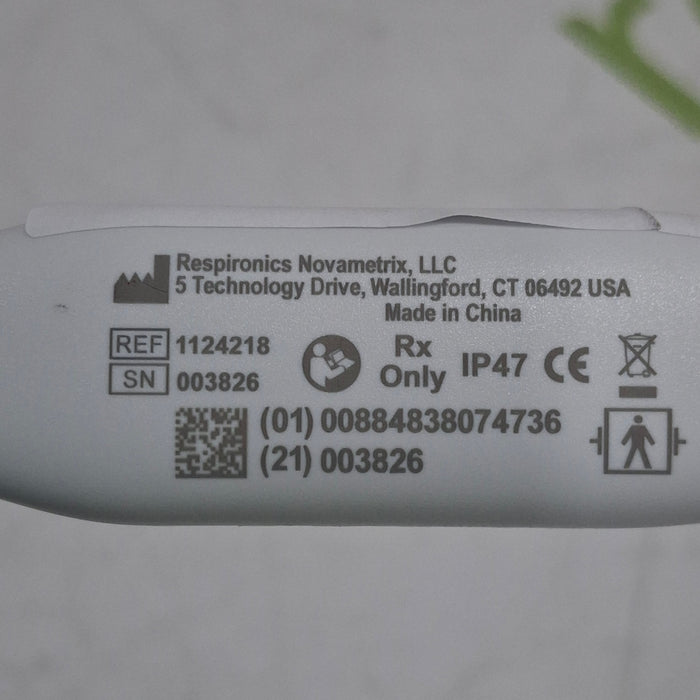 Respironics Novametrix, LLC
5 Technology Drive, Wallingford, CT 06492 USA
Made in China
REF 1124218
SN 003826
Rx
Only
IP47 CE
(01) 00884838074736
(21) 003826